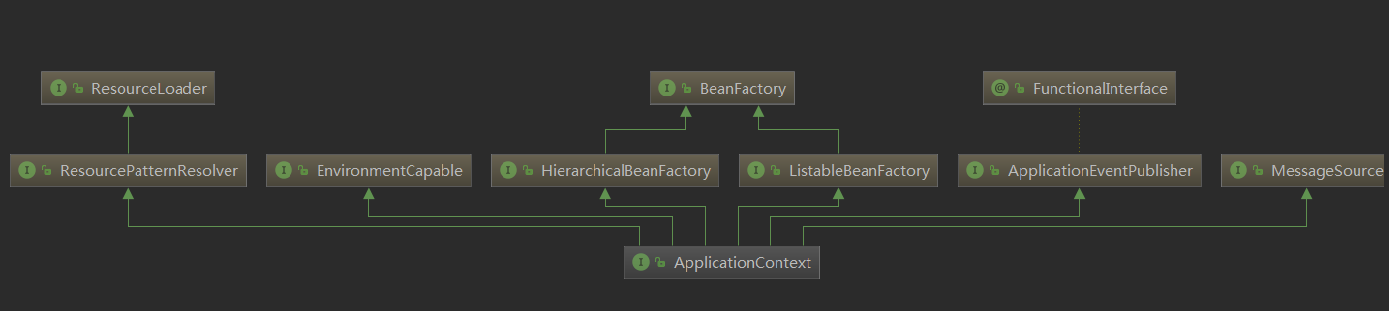 ResourceLoader
BeanFactory
FunctionalInterface
ResourcePatternResolver
EnvironmentCapable
HierarchicalBeanFactory
ListableBeanFactory
ApplicationEventPublisher
MessageSource
ApplicationContext